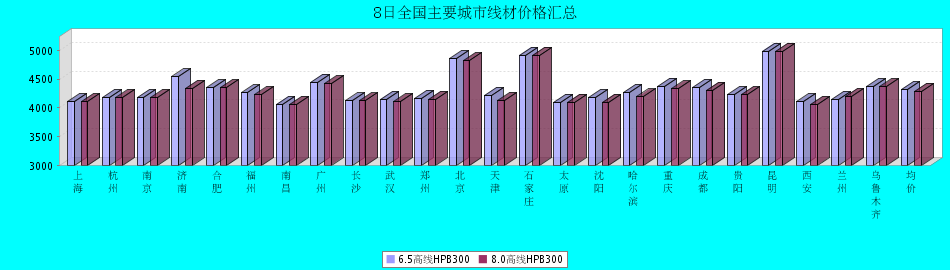 8日全国主要城市线材价格汇总
5000
4500
4000
3500
3000
上海 杭州 南京 济南 合肥 福州 南昌 广州 长沙 武汉 郑州 北京 天津 石家庄 太原 沈阳 哈尔滨 重庆 成都 贵阳 昆明 西安 兰州 乌鲁木齐 均价
6.5高线HPB300 8.0高线HPB300